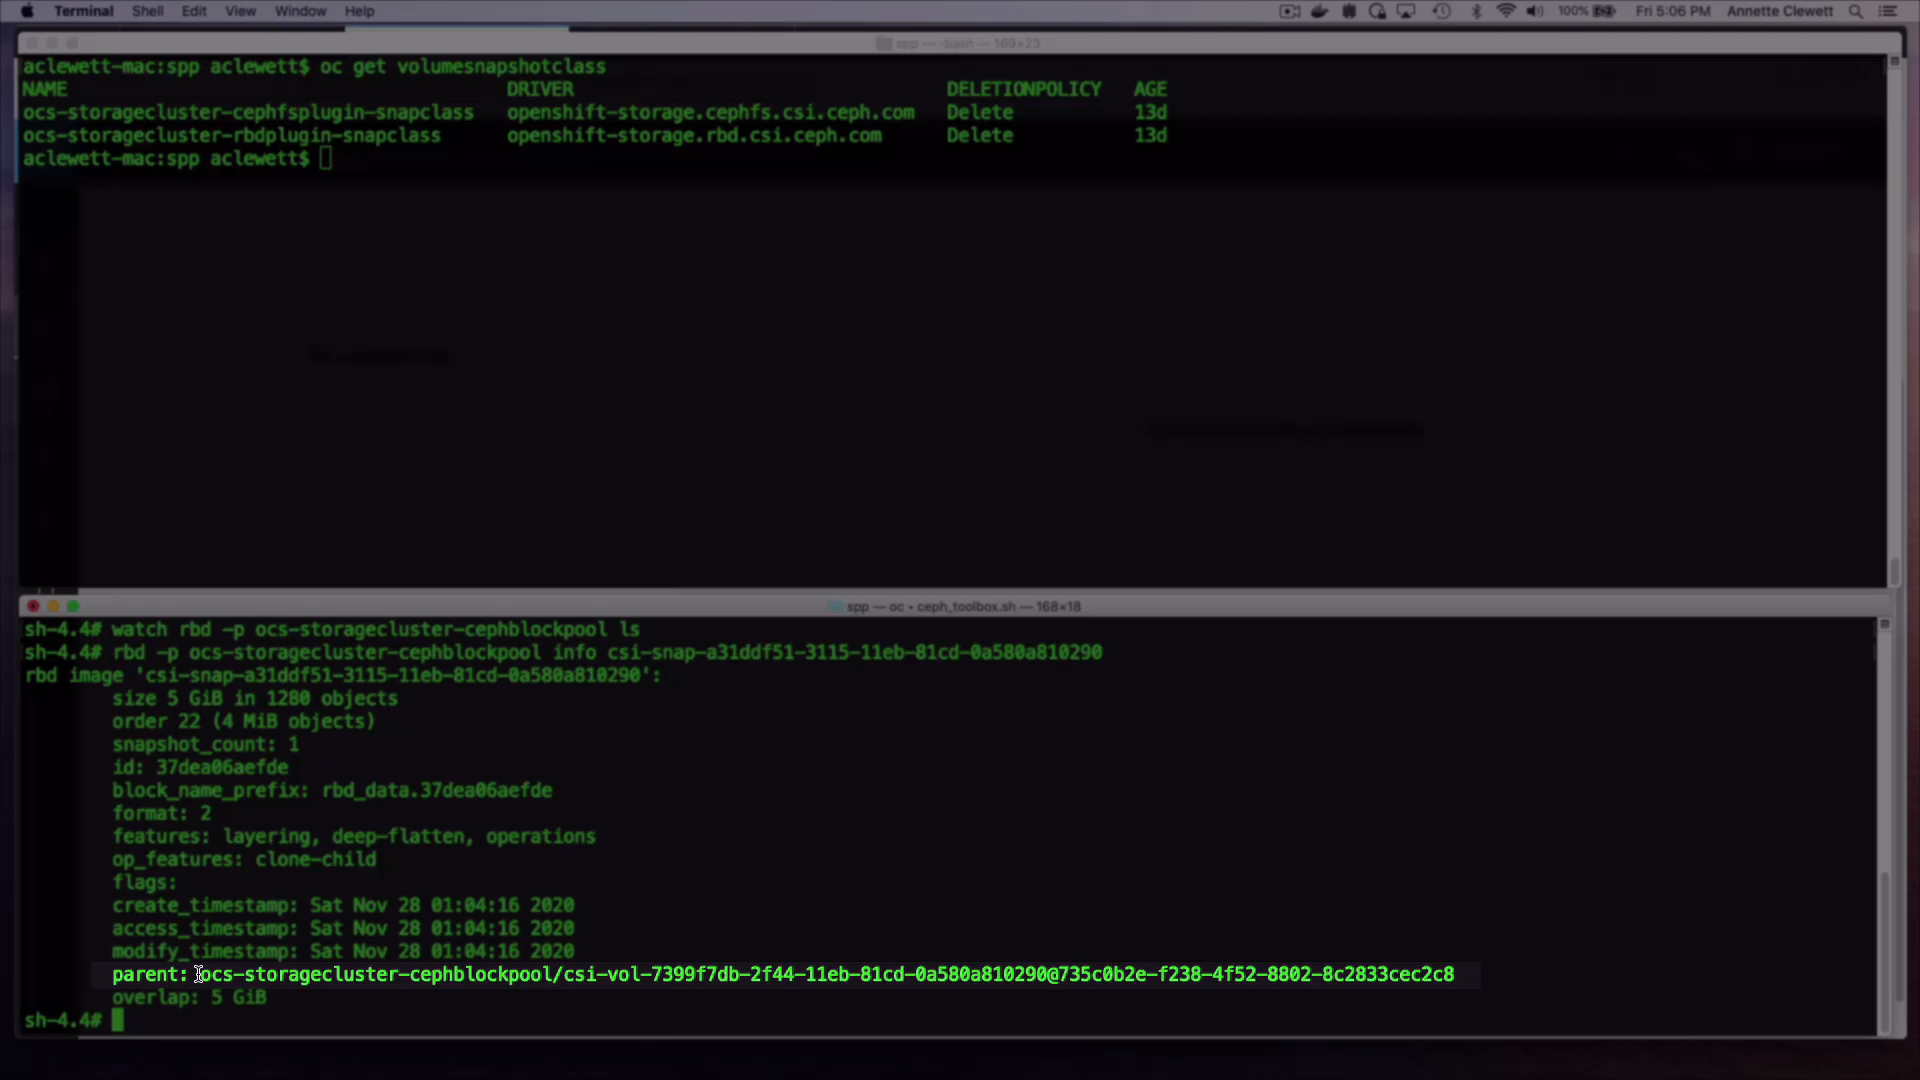 Terminal Shell Edit View Window Help 100% Fri 5:06 PM Annette Clewett
spp — -bash — 169×23
aclewett-mac:spp aclewett$ oc get volumesnapshotclass
NAME DRIVER DELETIONPOLICY AGE
ocs-storagecluster-cephfsplugin-snapclass openshift-storage.cephfs.csi.ceph.com Delete 13d
ocs-storagecluster-rbdplugin-snapclass openshift-storage.rbd.csi.ceph.com Delete 13d
aclewett-mac:spp aclewett$
spp — oc • ceph_toolbox.sh — 168×18
sh-4.4# watch rbd -p ocs-storagecluster-cephblockpool ls
sh-4.4# rbd -p ocs-storagecluster-cephblockpool info csi-snap-a31ddf51-3115-11eb-81cd-0a580a810290
rbd image 'csi-snap-a31ddf51-3115-11eb-81cd-0a580a810290':
size 5 GiB in 1280 objects
order 22 (4 MiB objects)
snapshot_count: 1
id: 37dea06aefde
block_name_prefix: rbd_data.37dea06aefde
format: 2
features: layering, deep-flatten, operations
op_features: clone-child
flags:
create_timestamp: Sat Nov 28 01:04:16 2020
access_timestamp: Sat Nov 28 01:04:16 2020
modify_timestamp: Sat Nov 28 01:04:16 2020
parent: ocs-storagecluster-cephblockpool/csi-vol-7399f7db-2f44-11eb-81cd-0a580a810290@735c0b2e-f238-4f52-8802-8c2833cec2c8
overlap: 5 GiB
sh-4.4#